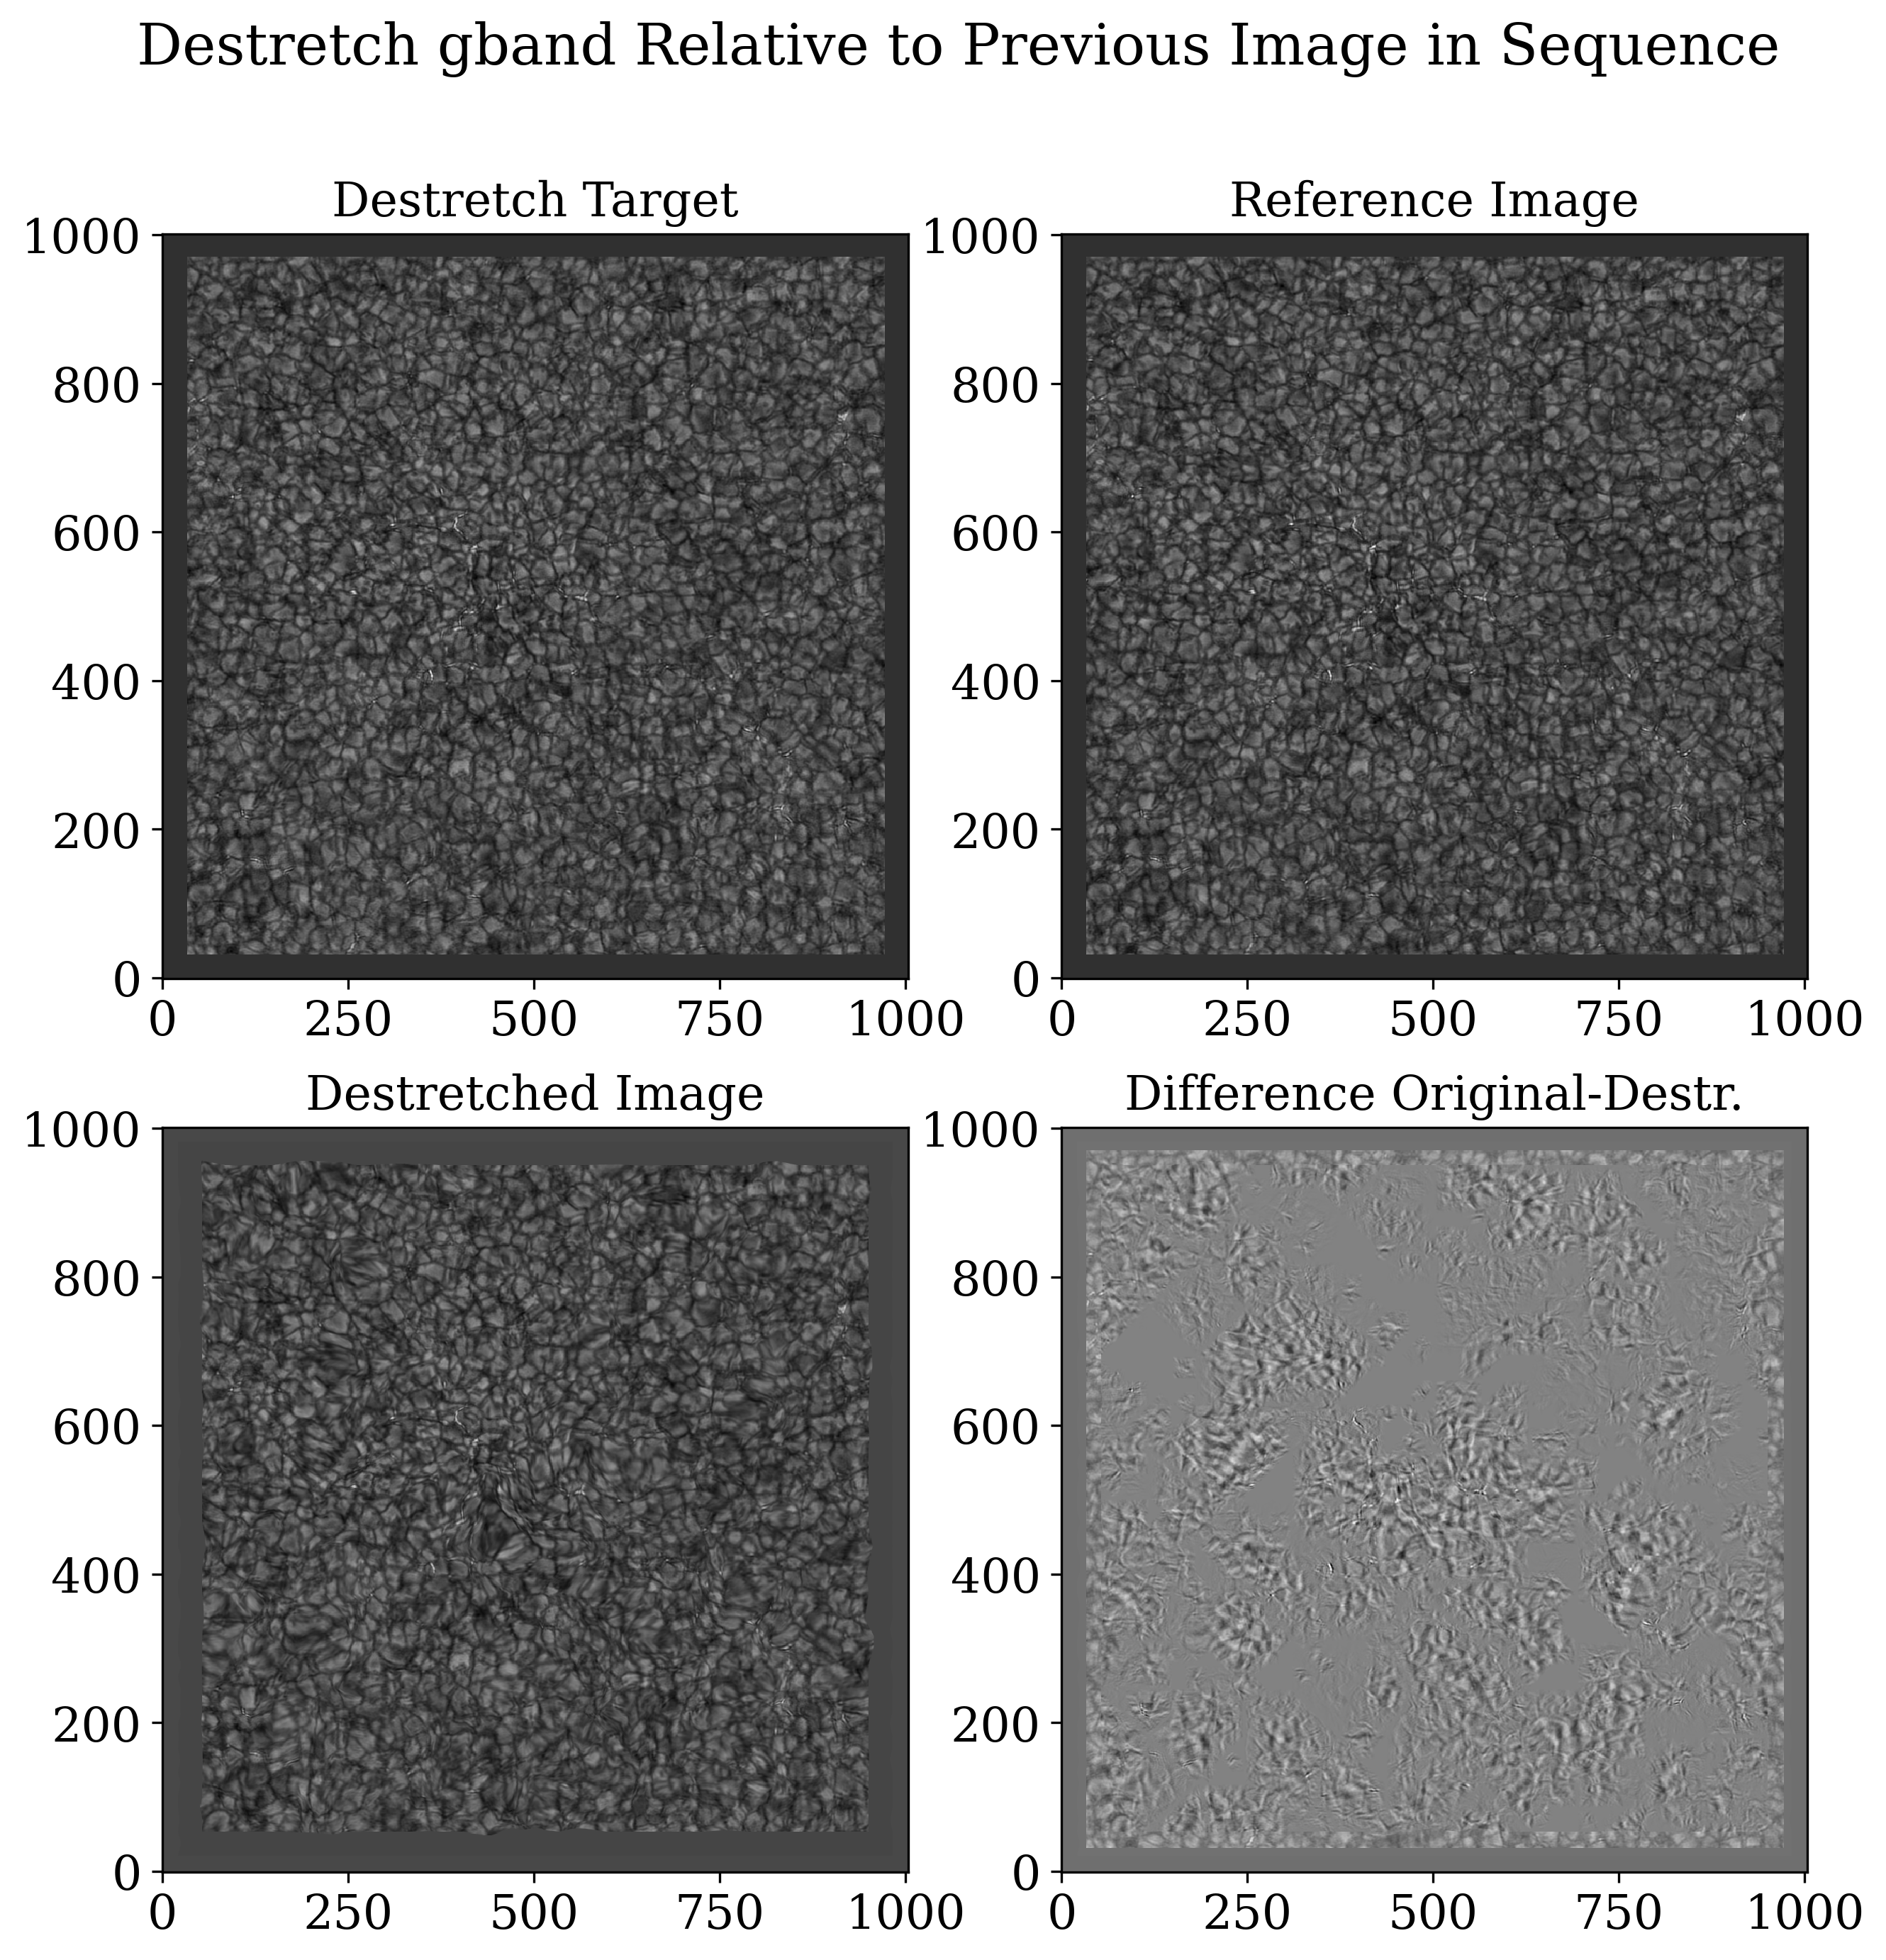 Destretch gband Relative to Previous Image in Sequence
Destretch Target
Reference Image
1000
800
600
400
200
0
0 250 500 750 1000
1000
800
600
400
200
0
0 250 500 750 1000
Destretched Image
Difference Original-Destr.
1000
800
600
400
200
0
0 250 500 750 1000
1000
800
600
400
200
0
0 250 500 750 1000